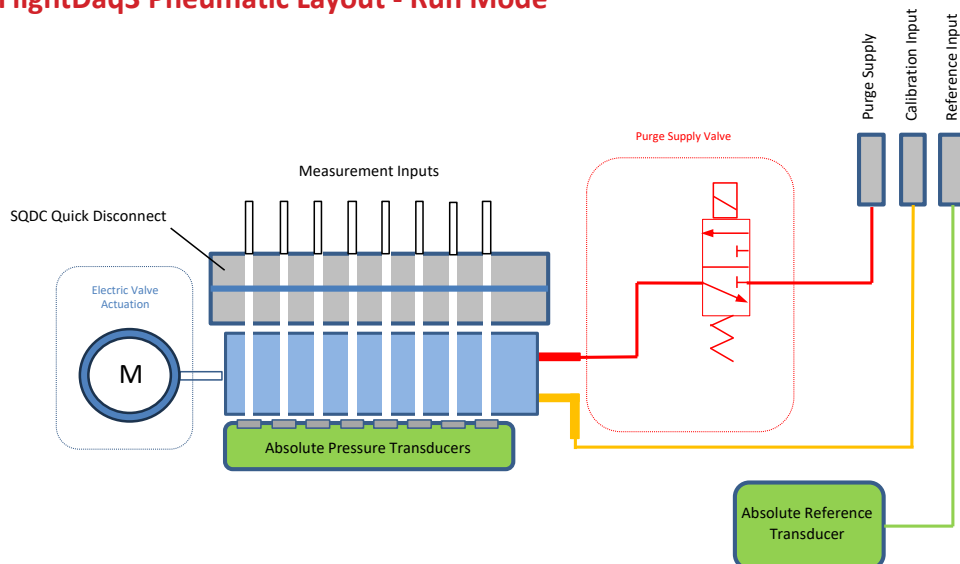 FlightDaq3 Pneumatic Layout - Run Mode
Purge Supply
Calibration Input
Reference Input
Purge Supply Valve
Measurement Inputs
SQDC Quick Disconnect
Electric Valve
Actuation
M
Absolute Pressure Transducers
Absolute Reference
Transducer